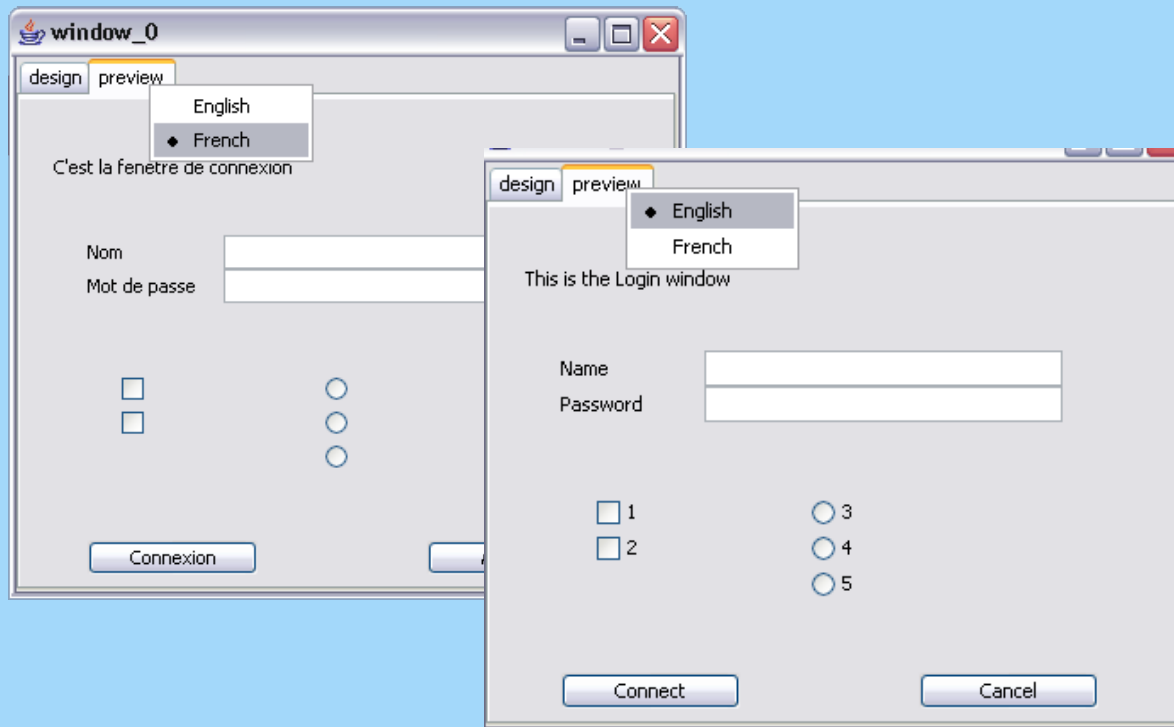 window_0
design preview
English
French
C'est la fenêtre de connexion
Nom
Mot de passe
Connexion
design preview
English
French
This is the Login window
Name
Password
1 3
2 4
5
Connect Cancel